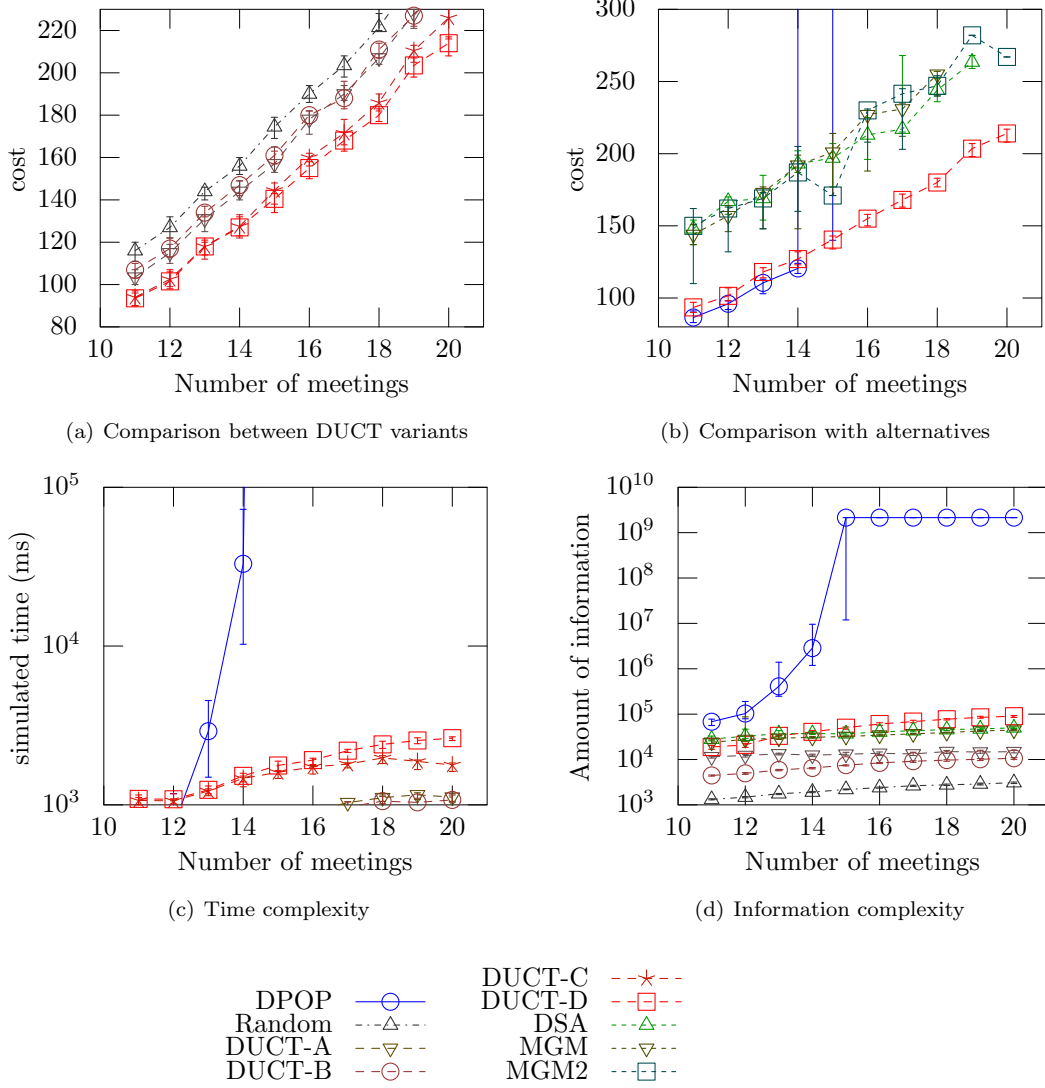 cost
220
200
180
160
140
120
100
80
10 12 14 16 18 20
Number of meetings
(a) Comparison between DUCT variants
cost
300
250
200
150
100
10 12 14 16 18 20
Number of meetings
(b) Comparison with alternatives
simulated time (ms)
10^5
10^4
10^3
10 12 14 16 18 20
Number of meetings
(c) Time complexity
Amount of information
10^10
10^9
10^8
10^7
10^6
10^5
10^4
10^3
10 12 14 16 18 20
Number of meetings
(d) Information complexity
DPOP
Random
DUCT-A
DUCT-B
DUCT-C
DUCT-D
DSA
MGM
MGM2